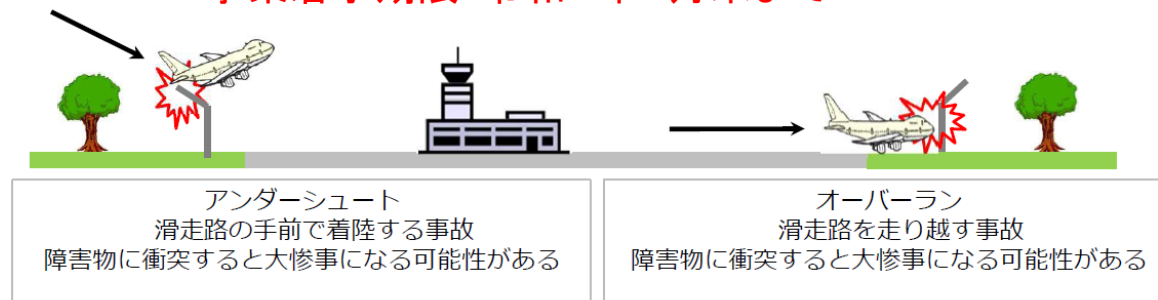 アンダーシュート
滑走路の手前で着陸する事故
障害物に衝突すると大惨事になる可能性がある
オーバーラン
滑走路を走り越す事故
障害物に衝突すると大惨事になる可能性がある